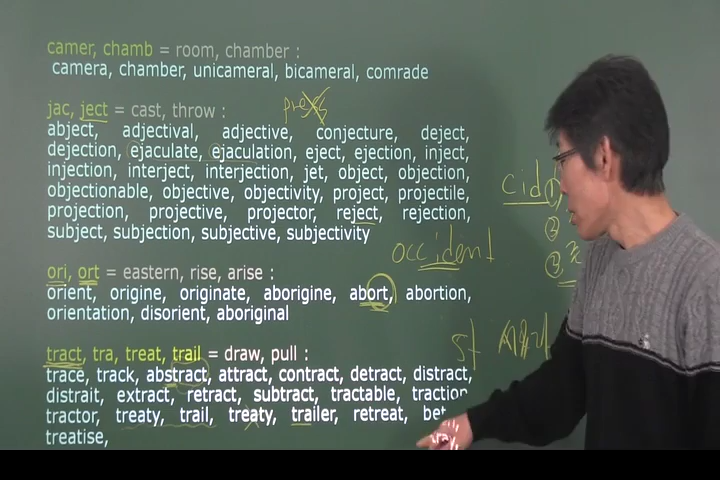 camer, chamb = room, chamber :
camera, chamber, unicameral, bicameral, comrade
jac, ject = cast, throw :
abject, adjectival, adjective, conjecture, deject,
dejection, ejaculate, ejaculation, eject, ejection, inject,
injection, interject, interjection, jet, object, objection,
objectionable, objective, objectivity, project, projectile,
projection, projective, projector, reject, rejection,
subject, subjection, subjective, subjectivity
ori, ort = eastern, rise, arise :
orient, origine, originate, aborigine, abort, abortion,
orientation, disorient, aboriginal
tract, tra, treat, trail = draw, pull :
trace, track, abstract, attract, contract, detract, distract,
distrait, extract, retract, subtract, tractable, traction
tractor, treaty, trail, treaty, trailer, retreat,
treatise,
cid ①
②
③
occident
st